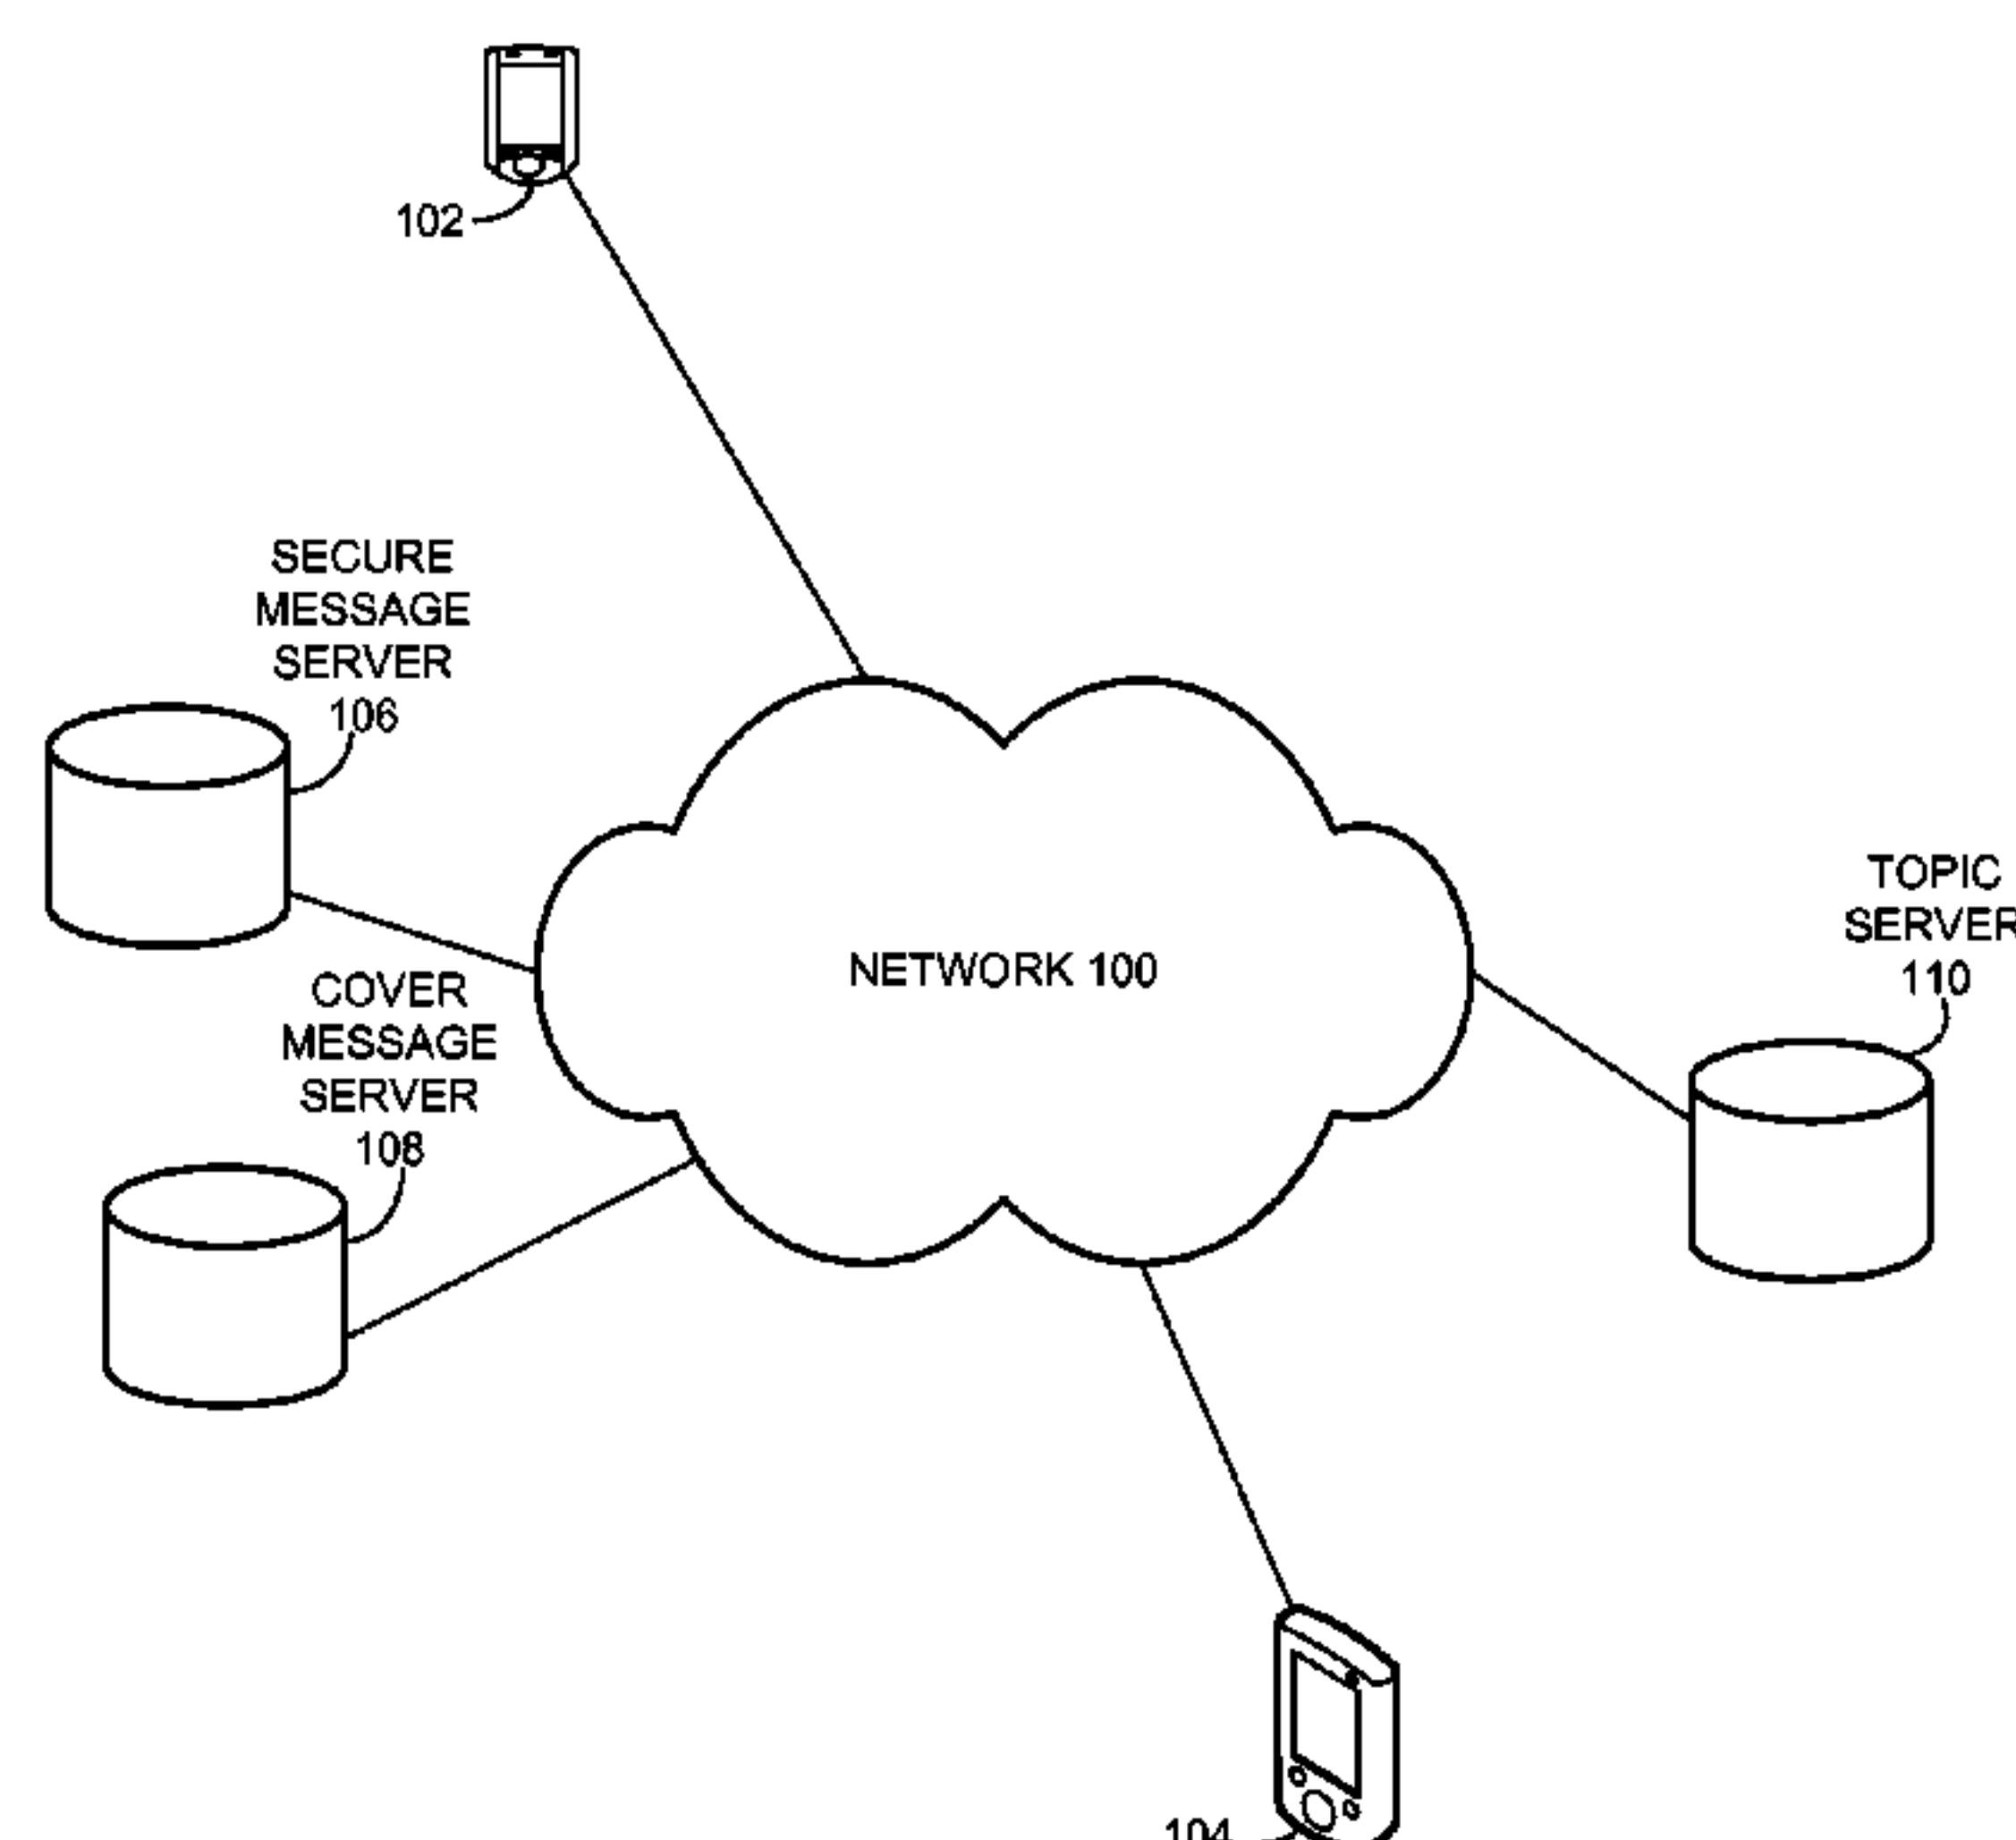 102
SECURE
MESSAGE
SERVER
106
COVER
MESSAGE
SERVER
108
NETWORK 100
TOPIC
SERVER
110
104